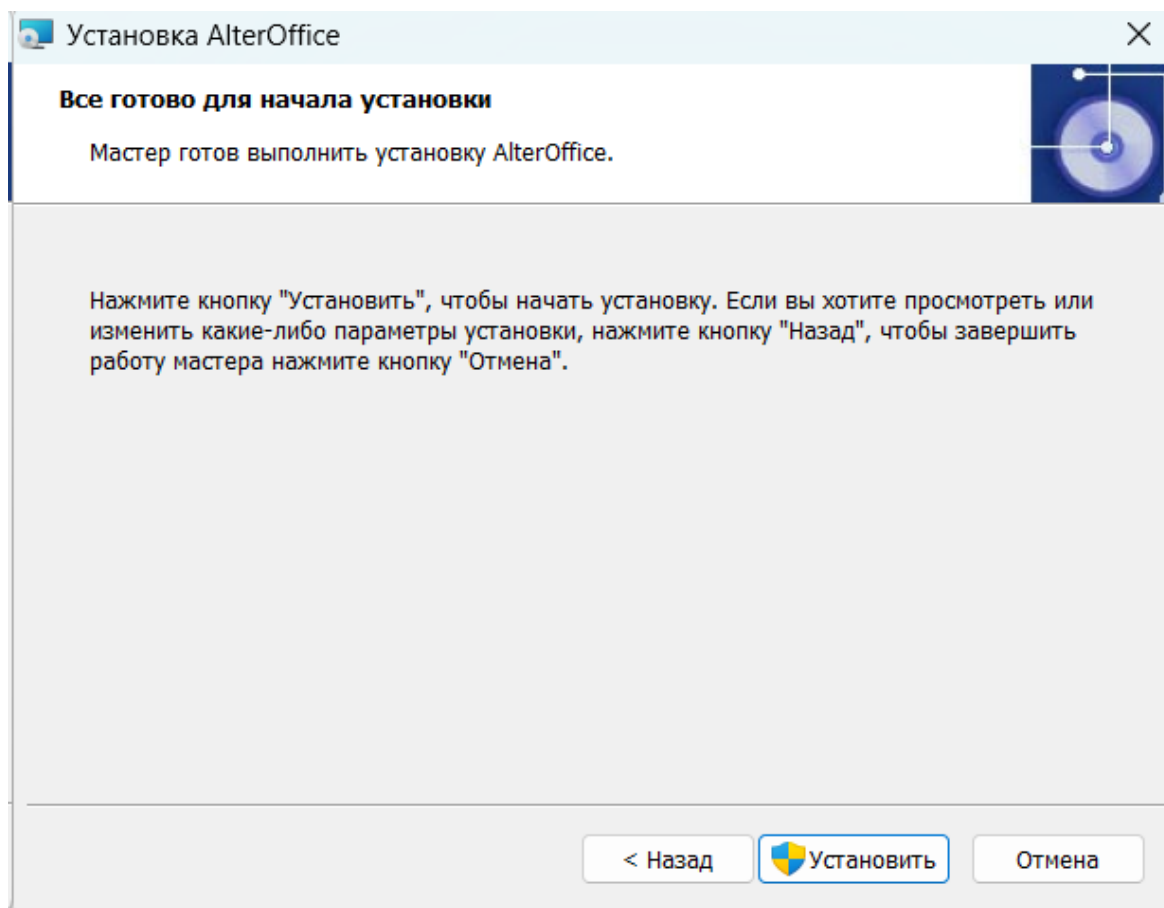 Установка AlterOffice
Все готово для начала установки
Мастер готов выполнить установку AlterOffice.
Нажмите кнопку "Установить", чтобы начать установку. Если вы хотите просмотреть или
изменить какие-либо параметры установки, нажмите кнопку "Назад", чтобы завершить
работу мастера нажмите кнопку "Отмена".
< Назад
Установить
Отмена